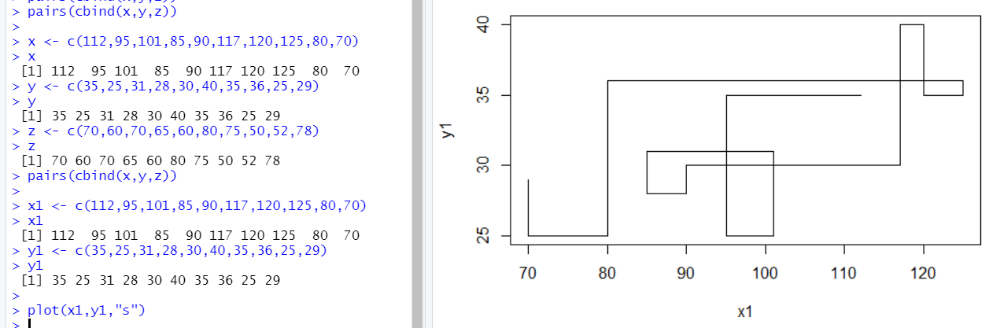 > pairs(cbind(x,y,z))
>
> x <- c(112,95,101,85,90,117,120,125,80,70)
> x
[1] 112  95 101  85  90 117 120 125  80  70
> y <- c(35,25,31,28,30,40,35,36,25,29)
> y
[1] 35 25 31 28 30 40 35 36 25 29
> z <- c(70,60,70,65,60,80,75,50,52,78)
> z
[1] 70 60 70 65 60 80 75 50 52 78
> pairs(cbind(x,y,z))
>
> x1 <- c(112,95,101,85,90,117,120,125,80,70)
> x1
[1] 112  95 101  85  90 117 120 125  80  70
> y1 <- c(35,25,31,28,30,40,35,36,25,29)
> y1
[1] 35 25 31 28 30 40 35 36 25 29
>
> plot(x1,y1,"s")
>
40
35
30
25
y1
70 80 90 100 110 120
x1